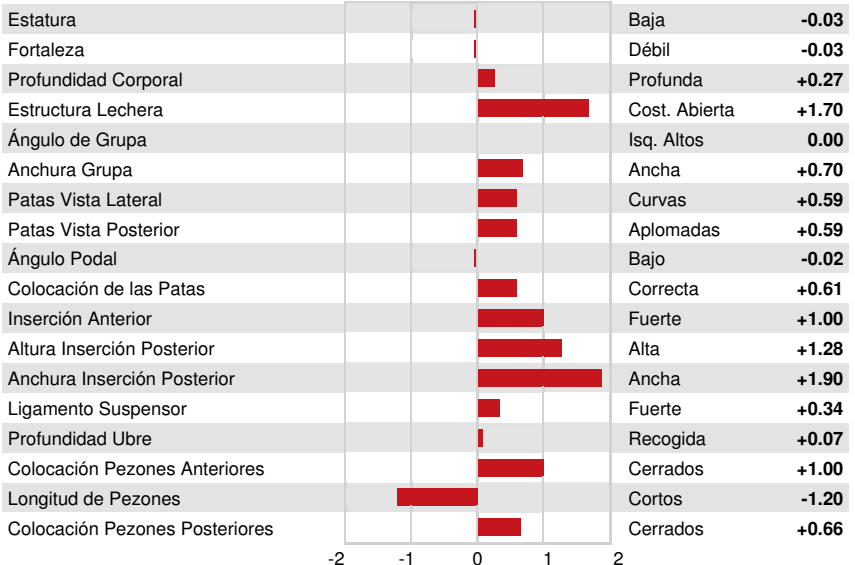 Estatura Baja -0.03
Fortaleza Débil -0.03
Profundidad Corporal Profunda +0.27
Estructura Lechera Cost. Abierta +1.70
Ángulo de Grupa Isq. Altos 0.00
Anchura Grupa Ancha +0.70
Patas Vista Lateral Curvas +0.59
Patas Vista Posterior Aplomadas +0.59
Ángulo Podal Bajo -0.02
Colocación de las Patas Correcta +0.61
Inserción Anterior Fuerte +1.00
Altura Inserción Posterior Alta +1.28
Anchura Inserción Posterior Ancha +1.90
Ligamento Suspensor Fuerte +0.34
Profundidad Ubre Recogida +0.07
Colocación Pezones Anteriores Cerrados +1.00
Longitud de Pezones Cortos -1.20
Colocación Pezones Posteriores Cerrados +0.66
-2 -1 0 1 2